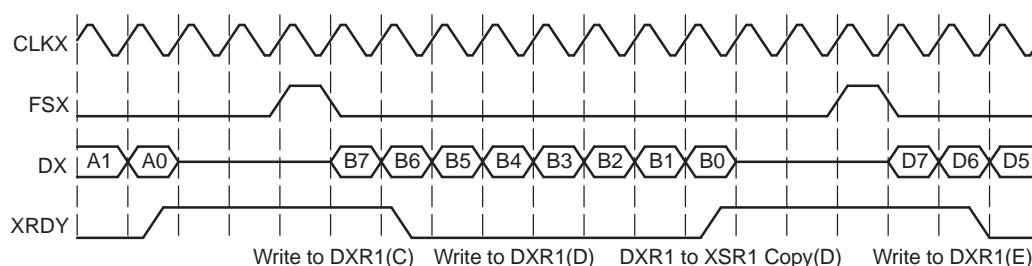 CLKX
FSX
DX A1 A0 B7 B6 B5 B4 B3 B2 B1 B0 D7 D6 D5
XRDY
Write to DXR1(C) Write to DXR1(D) DXR1 to XSR1 Copy(D) Write to DXR1(E)